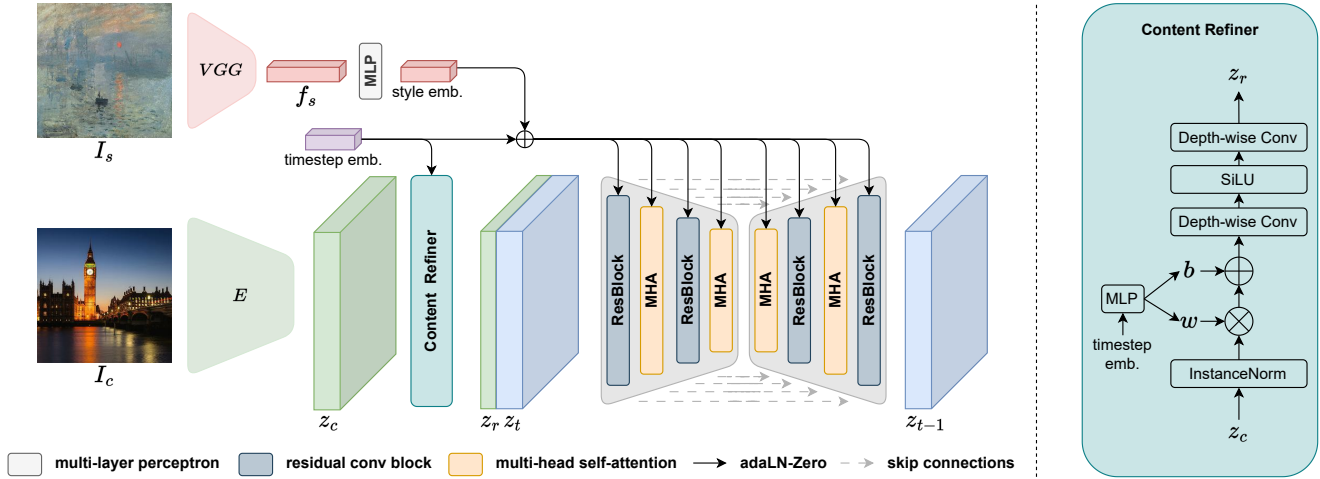 VGG
f_s
MLP
style emb.
I_s
timestep emb.
E
I_c
z_c
Content Refiner
z_r z_t
ResBlock
MHA
ResBlock
MHA
MHA
ResBlock
MHA
ResBlock
z_{t-1}
multi-layer perceptron
residual conv block
multi-head self-attention
adaLN-Zero
skip connections
Content Refiner
z_r
Depth-wise Conv
SiLU
Depth-wise Conv
b
MLP
w
timestep
emb.
InstanceNorm
z_c